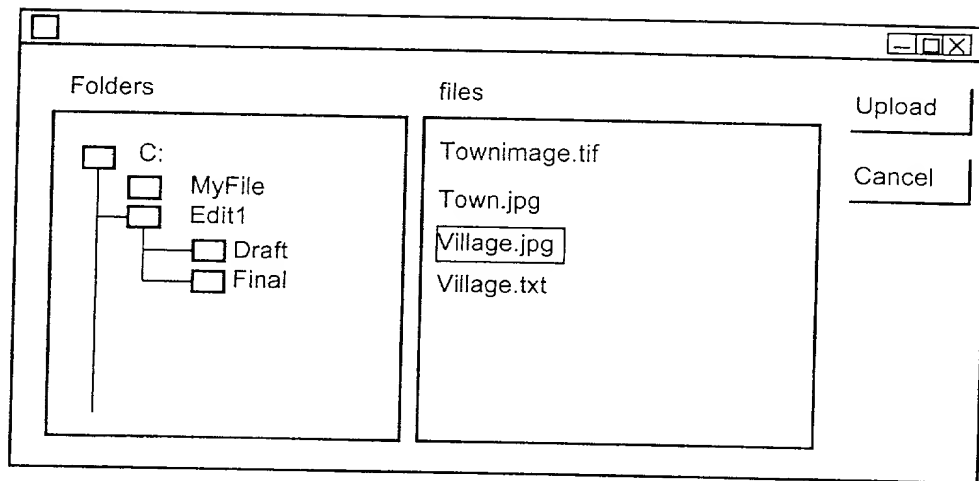 Folders
C:
MyFile
Edit1
Draft
Final
files
Townimage.tif
Town.jpg
Village.jpg
Village.txt
Upload
Cancel